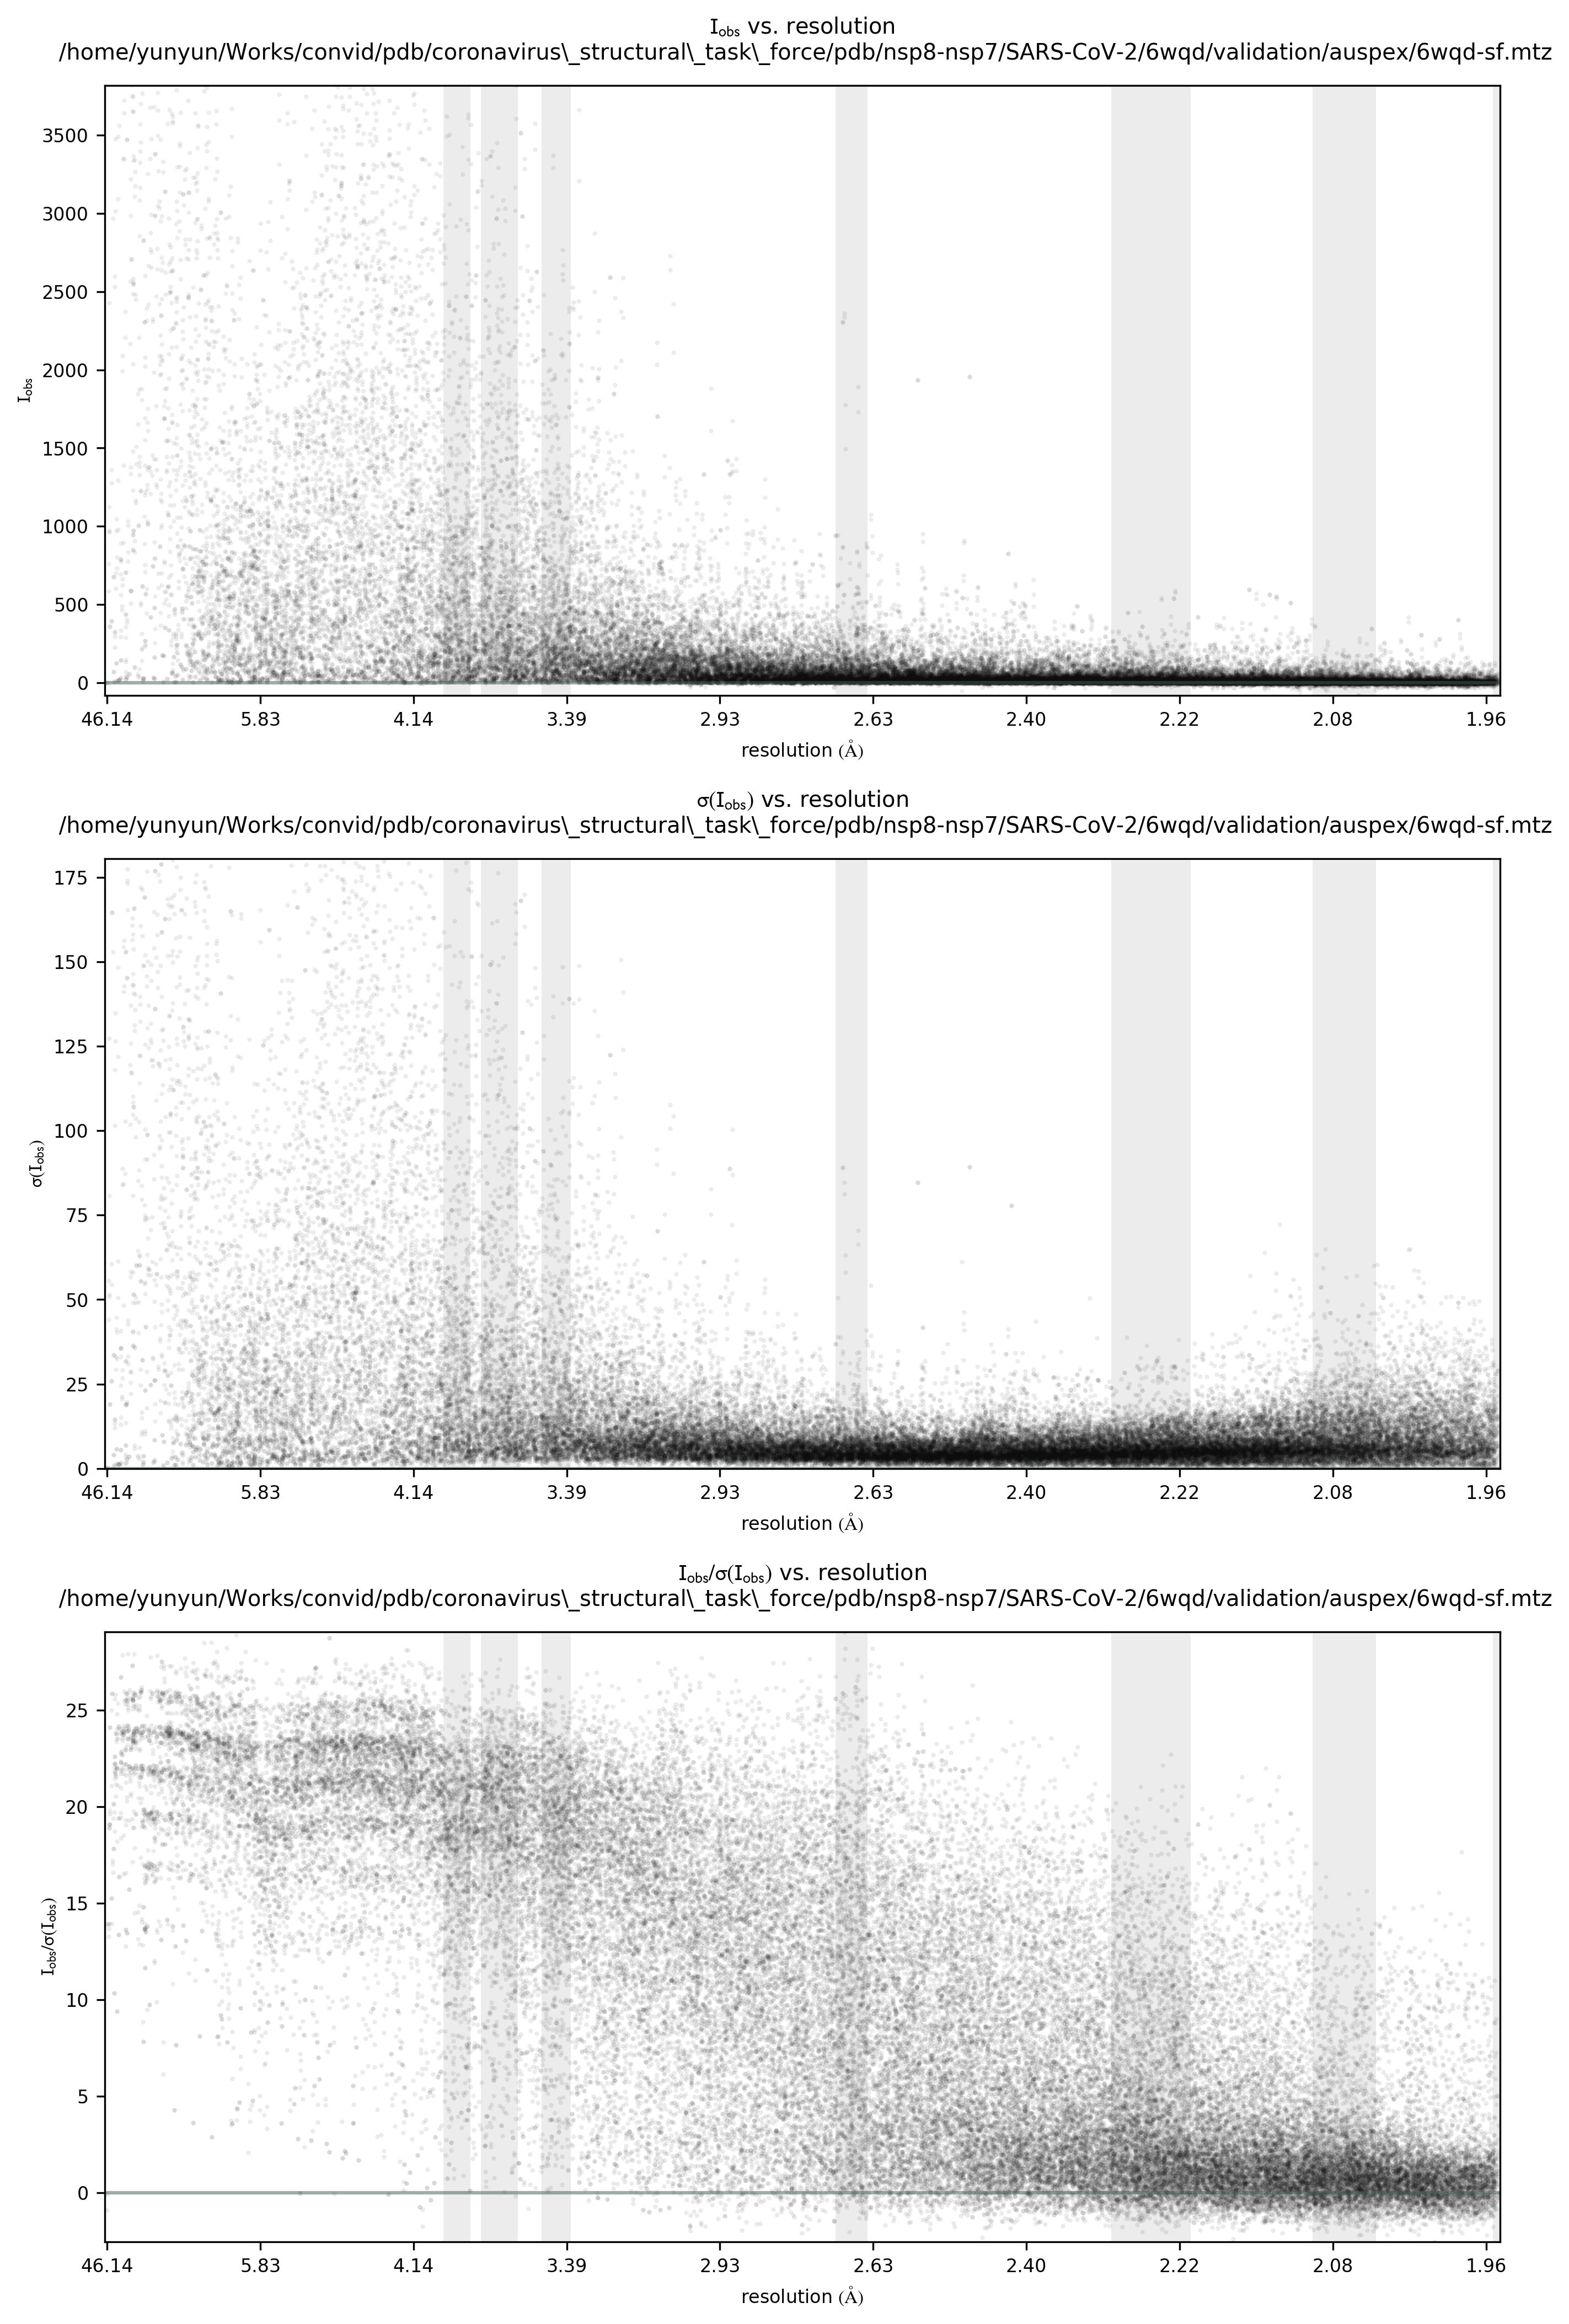 Iobs vs. resolution
/home/yunyun/Works/convid/pdb/coronavirus\_structural\_task\_force/pdb/nsp8-nsp7/SARS-CoV-2/6wqd/validation/auspex/6wqd-sf.mtz
3500
3000
2500
2000
1500
1000
500
0
Iobs
46.14 5.83 4.14 3.39 2.93 2.63 2.40 2.22 2.08 1.96
resolution (Å)
σ(Iobs) vs. resolution
/home/yunyun/Works/convid/pdb/coronavirus\_structural\_task\_force/pdb/nsp8-nsp7/SARS-CoV-2/6wqd/validation/auspex/6wqd-sf.mtz
175
150
125
100
75
50
25
0
σ(Iobs)
46.14 5.83 4.14 3.39 2.93 2.63 2.40 2.22 2.08 1.96
resolution (Å)
Iobs/σ(Iobs) vs. resolution
/home/yunyun/Works/convid/pdb/coronavirus\_structural\_task\_force/pdb/nsp8-nsp7/SARS-CoV-2/6wqd/validation/auspex/6wqd-sf.mtz
25
20
15
10
5
0
Iobs/σ(Iobs)
46.14 5.83 4.14 3.39 2.93 2.63 2.40 2.22 2.08 1.96
resolution (Å)